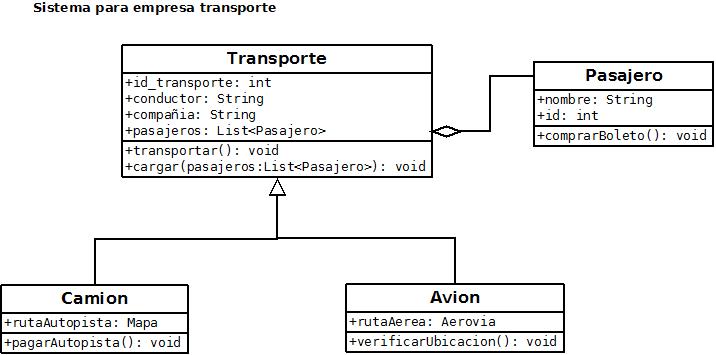 Sistema para empresa transporte
Transporte
+id_transporte: int
+conductor: String
+compañia: String
+pasajeros: List<Pasajero>
+transportar(): void
+cargar(pasajeros:List<Pasajero>): void
Pasajero
+nombre: String
+id: int
+comprarBoleto(): void
Camion
+rutaAutopista: Mapa
+pagarAutopista(): void
Avion
+rutaAerea: Aerovia
+verificarUbicacion(): void